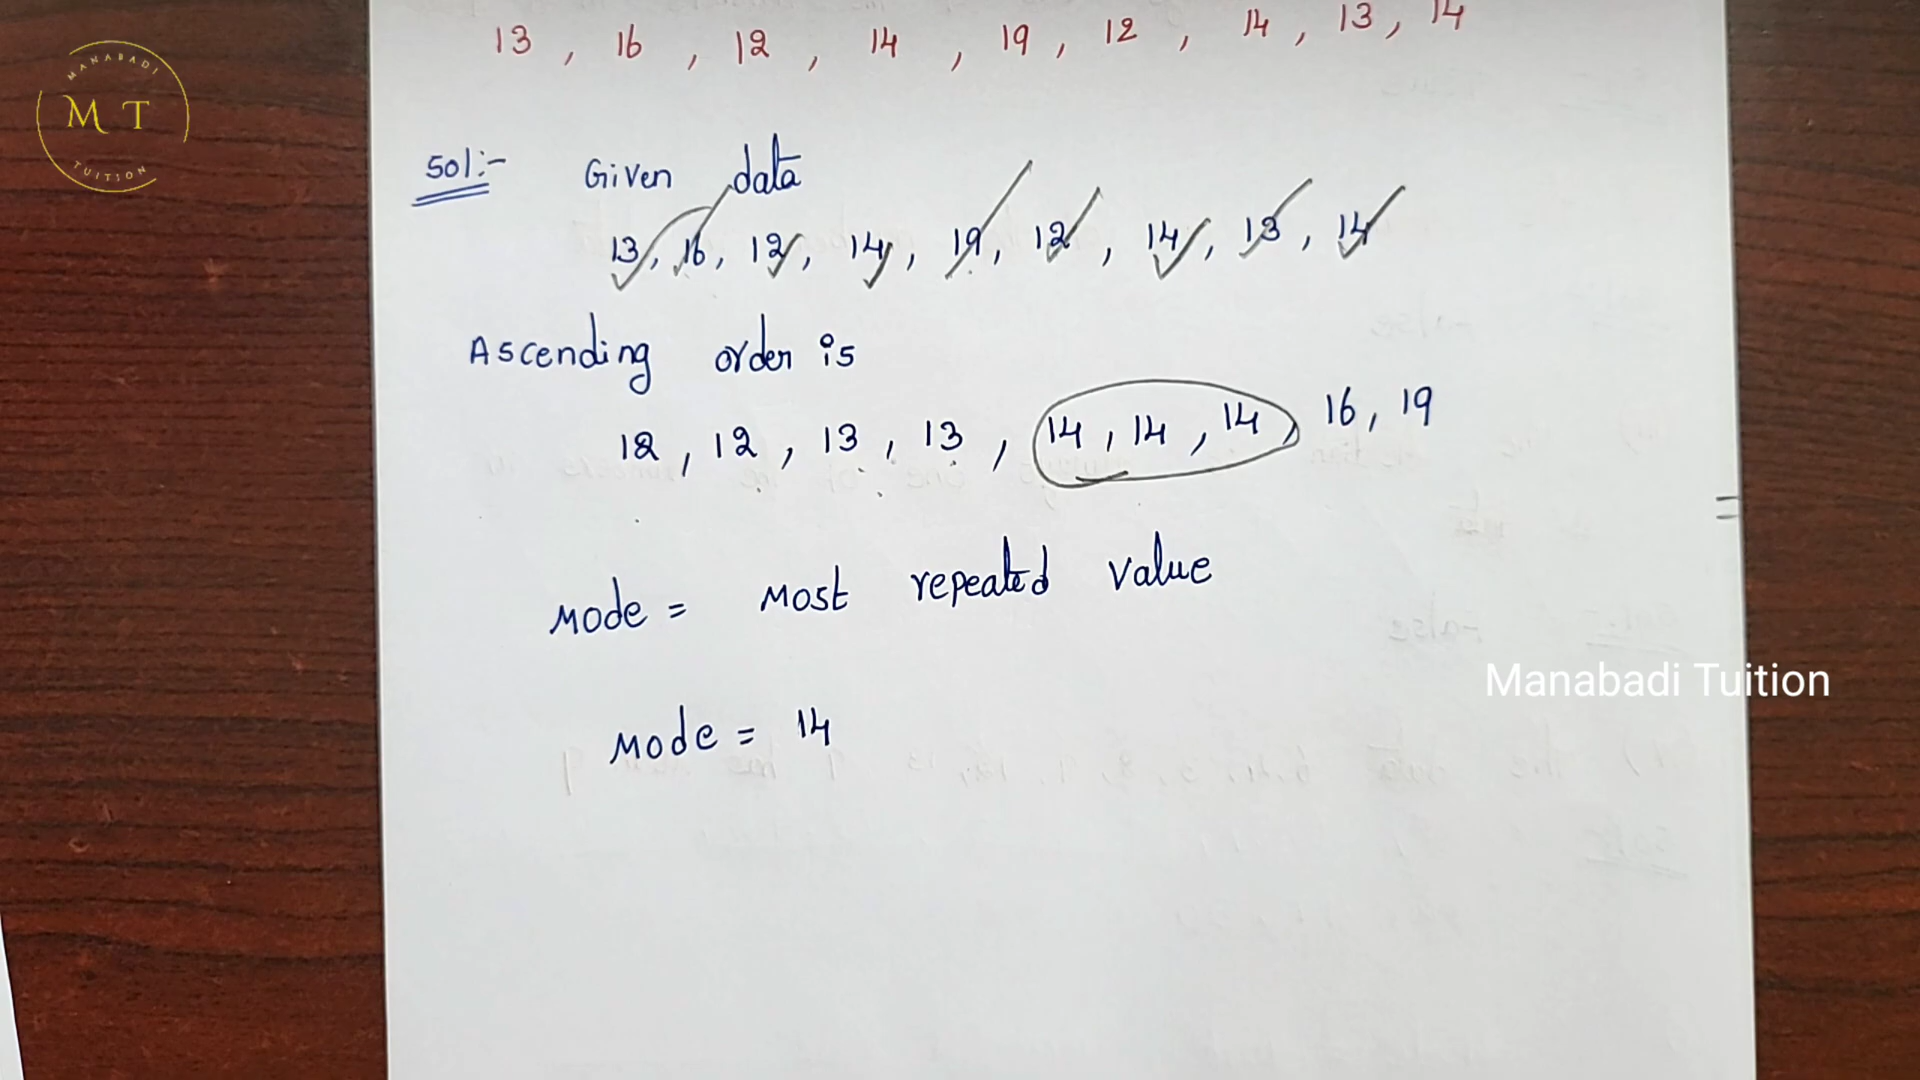 13 , 16 , 12 , 14 , 19 , 12 , 14 , 13 , 14
MANABADI
M T
TUITION
Sol:- Given data
13, 16, 12, 14, 19, 12, 14, 13, 14
Ascending order is
12, 12, 13, 13, 14, 14, 14, 16, 19
Mode = Most repeated value
Manabadi Tuition
Mode = 14